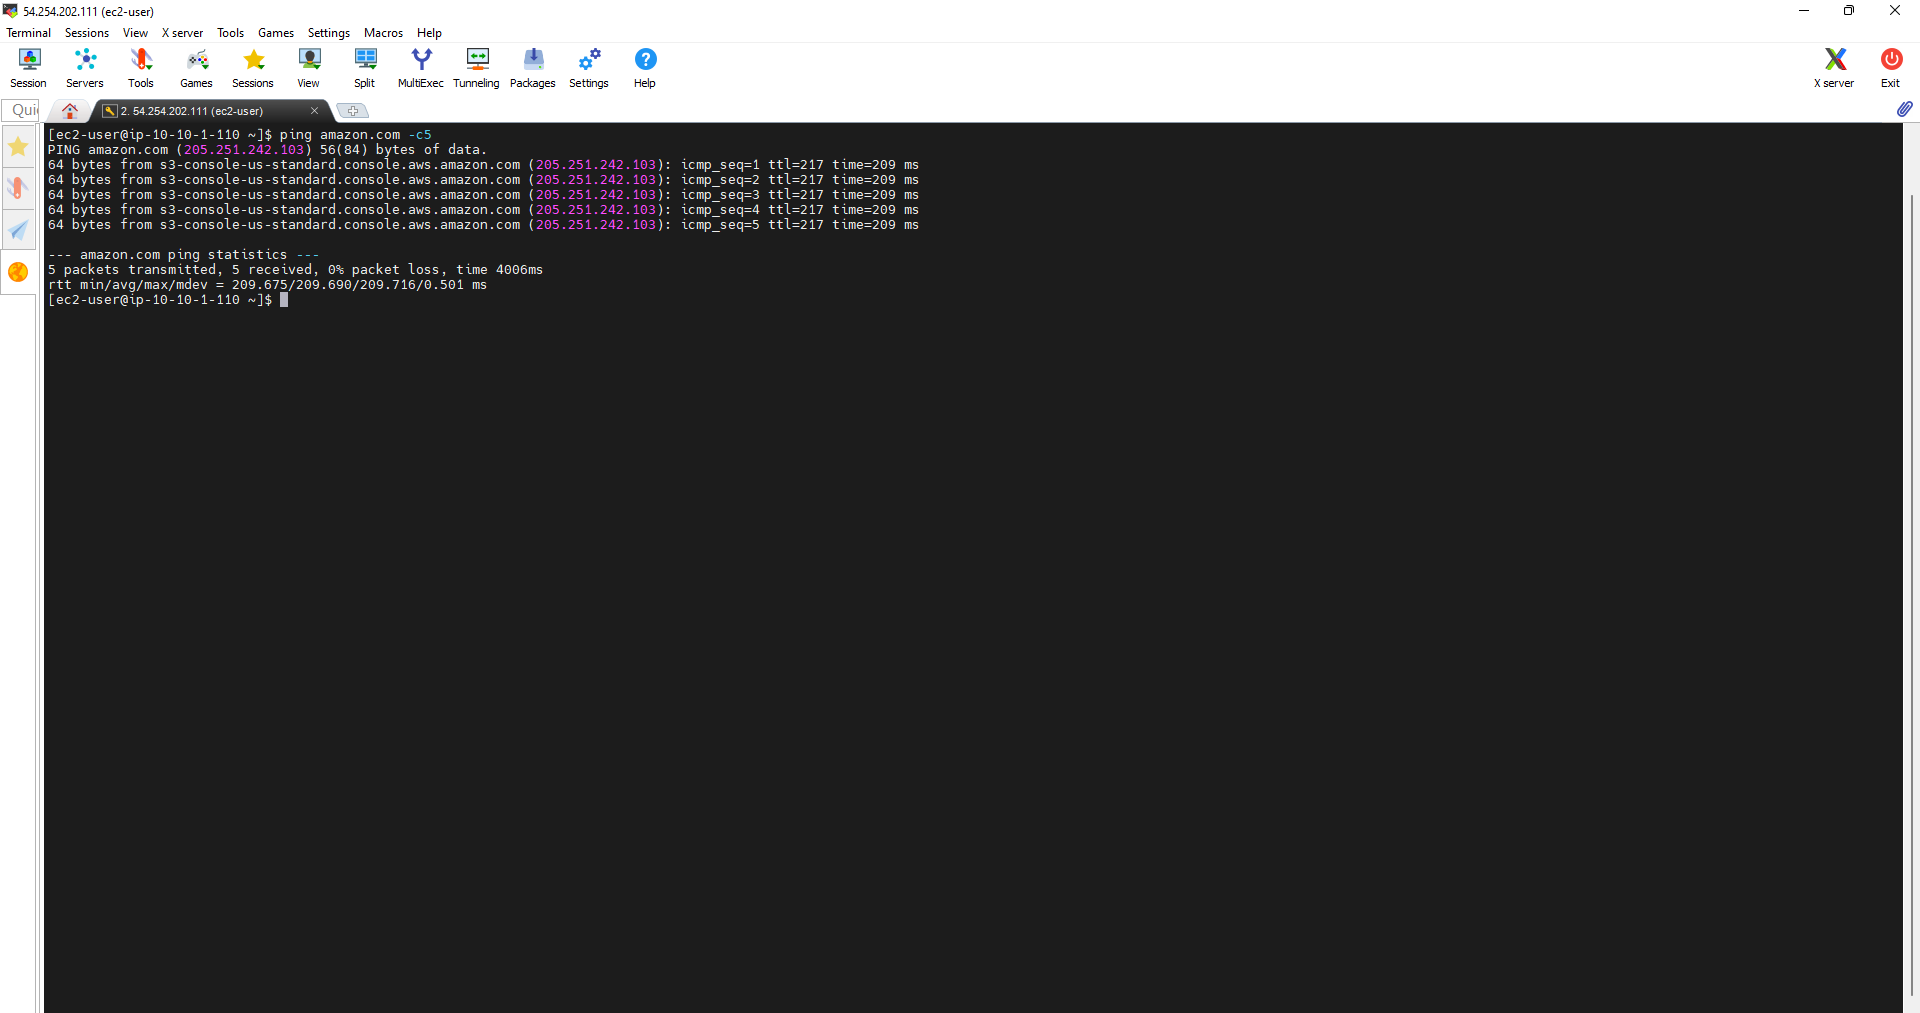 54.254.202.111 (ec2-user)
Terminal Sessions View X server Tools Games Settings Macros Help
Session Servers Tools Games Sessions View Split MultiExec Tunneling Packages Settings Help X server Exit
2. 54.254.202.111 (ec2-user)
[ec2-user@ip-10-10-1-110 ~]$ ping amazon.com -c5
PING amazon.com (205.251.242.103) 56(84) bytes of data.
64 bytes from s3-console-us-standard.console.aws.amazon.com (205.251.242.103): icmp_seq=1 ttl=217 time=209 ms
64 bytes from s3-console-us-standard.console.aws.amazon.com (205.251.242.103): icmp_seq=2 ttl=217 time=209 ms
64 bytes from s3-console-us-standard.console.aws.amazon.com (205.251.242.103): icmp_seq=3 ttl=217 time=209 ms
64 bytes from s3-console-us-standard.console.aws.amazon.com (205.251.242.103): icmp_seq=4 ttl=217 time=209 ms
64 bytes from s3-console-us-standard.console.aws.amazon.com (205.251.242.103): icmp_seq=5 ttl=217 time=209 ms
--- amazon.com ping statistics ---
5 packets transmitted, 5 received, 0% packet loss, time 4006ms
rtt min/avg/max/mdev = 209.675/209.690/209.716/0.501 ms
[ec2-user@ip-10-10-1-110 ~]$